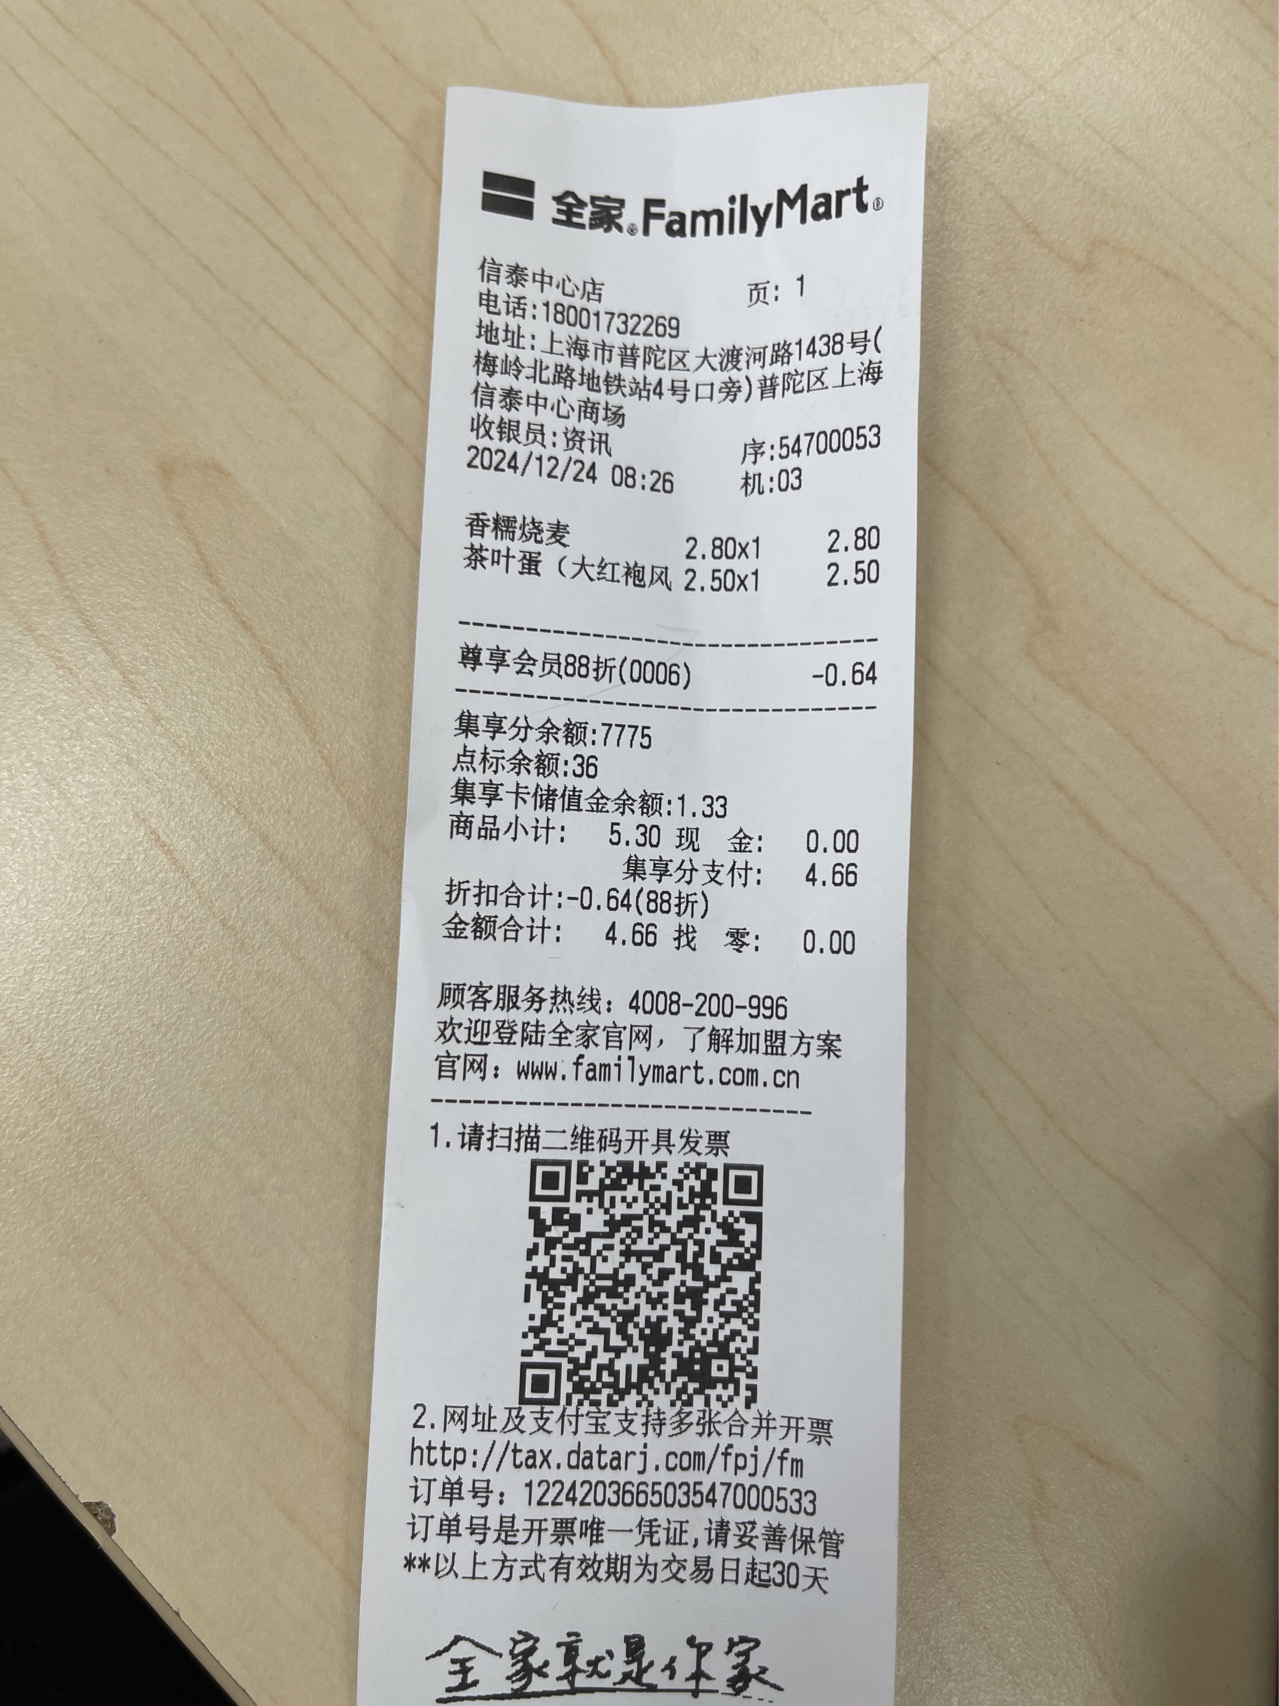 全家®FamilyMart®
信泰中心店 页: 1
电话:18001732269
地址:上海市普陀区大渡河路1438号(
梅岭北路地铁站4号口旁)普陀区上海
信泰中心商场
收银员:资讯 序:54700053
2024/12/24 08:26 机:03
香糯烧麦 2.80x1 2.80
茶叶蛋（大红袍风 2.50x1 2.50
尊享会员88折(0006) -0.64
集享分余额:7775
点标余额:36
集享卡储值金余额:1.33
商品小计: 5.30 现 金: 0.00
集享分支付: 4.66
折扣合计:-0.64(88折)
金额合计: 4.66 找 零: 0.00
顾客服务热线：4008-200-996
欢迎登陆全家官网，了解加盟方案
官网：www.familymart.com.cn
1.请扫描二维码开具发票
2.网址及支付宝支持多张合并开票
http://tax.datarj.com/fpj/fm
订单号：122420366503547000533
订单号是开票唯一凭证,请妥善保管
**以上方式有效期为交易日起30天
全家就是你家